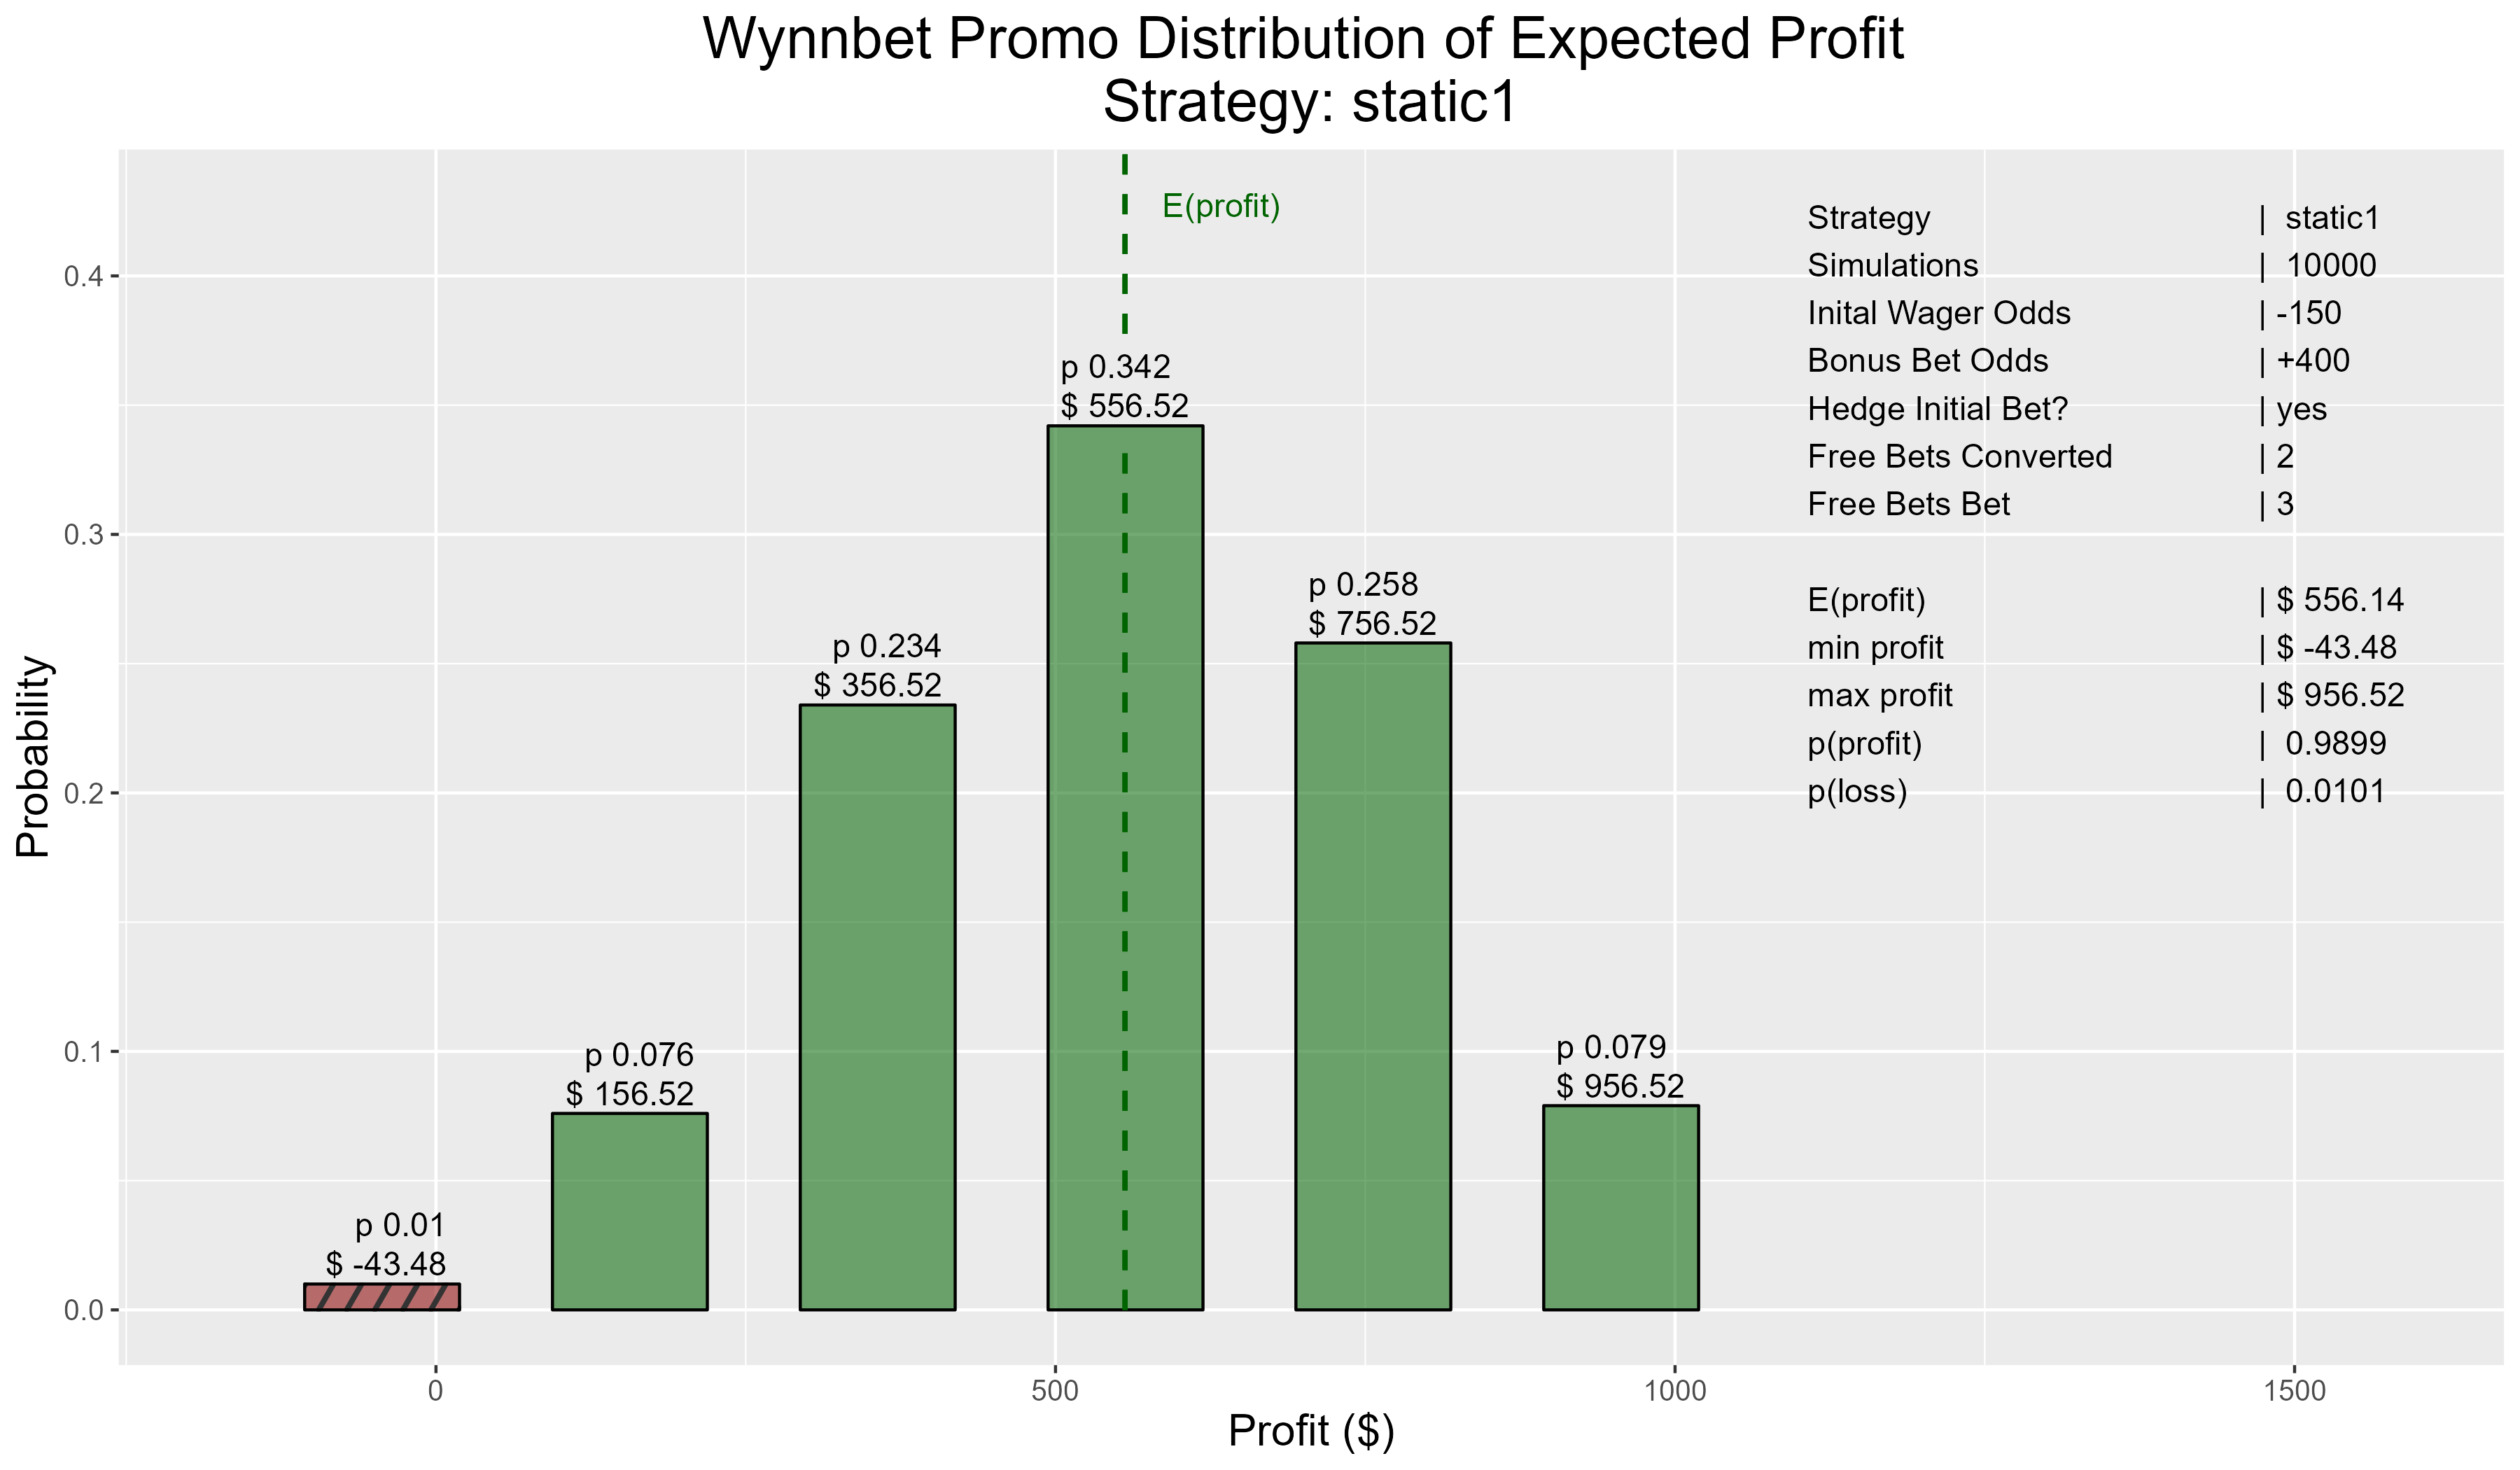 Wynnbet Promo Distribution of Expected Profit
Strategy: static1
E(profit)
Strategy | static1
Simulations | 10000
Inital Wager Odds | -150
Bonus Bet Odds | +400
Hedge Initial Bet? | yes
Free Bets Converted | 2
Free Bets Bet | 3
E(profit) | $ 556.14
min profit | $ -43.48
max profit | $ 956.52
p(profit) | 0.9899
p(loss) | 0.0101
p 0.342
$ 556.52
p 0.258
$ 756.52
p 0.234
$ 356.52
p 0.076
$ 156.52
p 0.079
$ 956.52
p 0.01
$ -43.48
Probability
0.4
0.3
0.2
0.1
0.0
0 500 1000 1500
Profit ($)